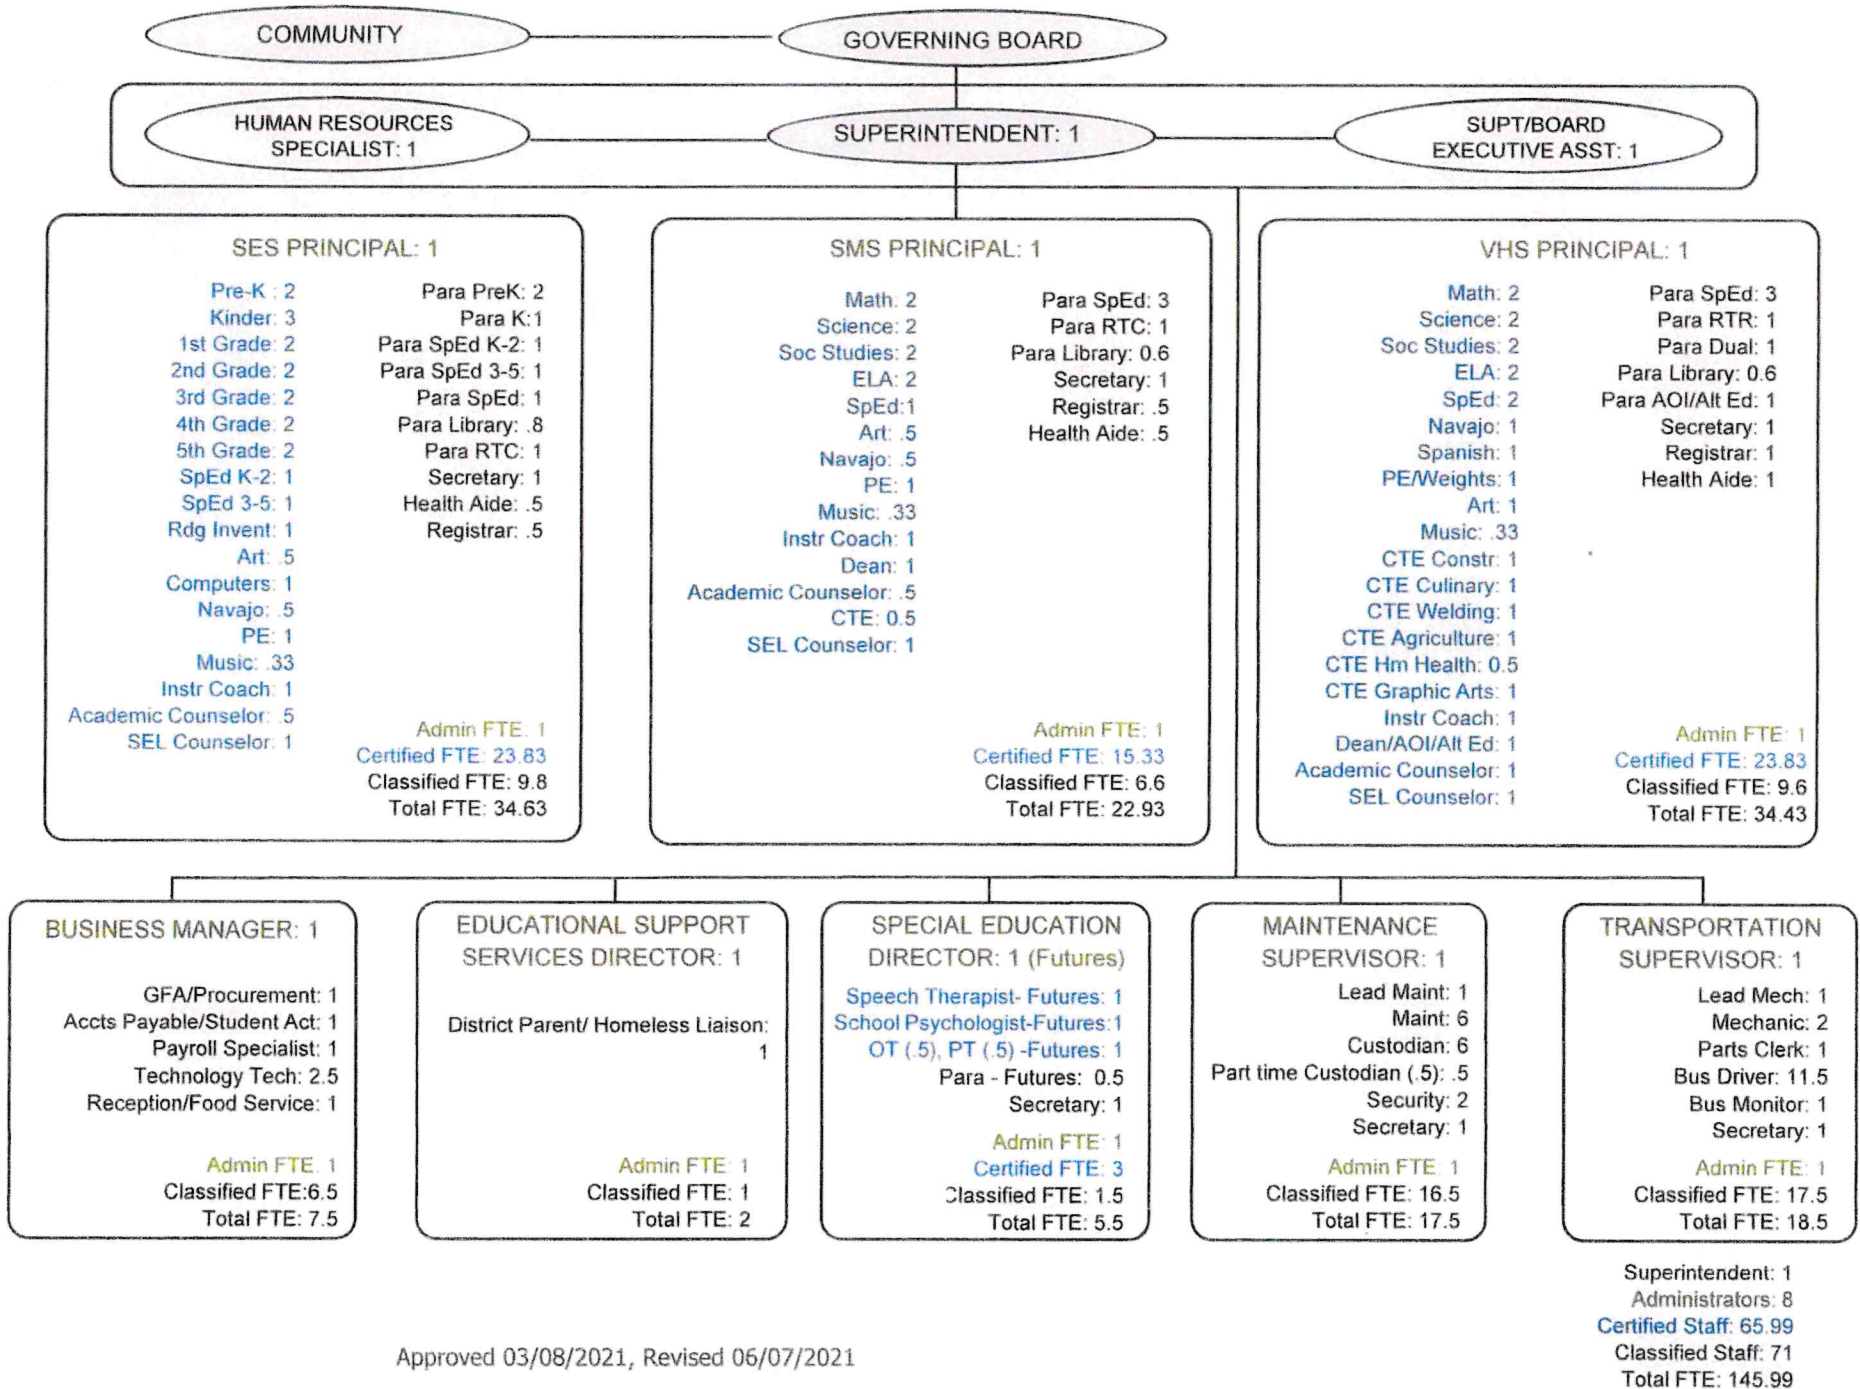 COMMUNITY
GOVERNING BOARD
HUMAN RESOURCES
SPECIALIST: 1
SUPERINTENDENT: 1
SUPT/BOARD
EXECUTIVE ASST: 1
SES PRINCIPAL: 1
Pre-K : 2
Kinder: 3
1st Grade: 2
2nd Grade: 2
3rd Grade: 2
4th Grade: 2
5th Grade: 2
SpEd K-2: 1
SpEd 3-5: 1
Rdg Invent: 1
Art: .5
Computers: 1
Navajo: .5
PE: 1
Music: .33
Instr Coach: 1
Academic Counselor: .5
SEL Counselor: 1
Para PreK: 2
Para K:1
Para SpEd K-2: 1
Para SpEd 3-5: 1
Para SpEd: 1
Para Library: .8
Para RTC: 1
Secretary: 1
Health Aide: .5
Registrar: .5
Admin FTE: 1
Certified FTE: 23.83
Classified FTE: 9.8
Total FTE: 34.63
SMS PRINCIPAL: 1
Math: 2
Science: 2
Soc Studies: 2
ELA: 2
SpEd:1
Art: .5
Navajo: .5
PE: 1
Music: .33
Instr Coach: 1
Dean: 1
Academic Counselor: .5
CTE: 0.5
SEL Counselor: 1
Para SpEd: 3
Para RTC: 1
Para Library: 0.6
Secretary: 1
Registrar: .5
Health Aide: .5
Admin FTE: 1
Certified FTE: 15.33
Classified FTE: 6.6
Total FTE: 22.93
VHS PRINCIPAL: 1
Math: 2
Science: 2
Soc Studies: 2
ELA: 2
SpEd: 2
Navajo: 1
Spanish: 1
PE/Weights: 1
Art: 1
Music: .33
CTE Constr: 1
CTE Culinary: 1
CTE Welding: 1
CTE Agriculture: 1
CTE Hm Health: 0.5
CTE Graphic Arts: 1
Instr Coach: 1
Dean/AOI/Alt Ed: 1
Academic Counselor: 1
SEL Counselor: 1
Para SpEd: 3
Para RTR: 1
Para Dual: 1
Para Library: 0.6
Para AOI/Alt Ed: 1
Secretary: 1
Registrar: 1
Health Aide: 1
Admin FTE: 1
Certified FTE: 23.83
Classified FTE: 9.6
Total FTE: 34.43
BUSINESS MANAGER: 1
GFA/Procurement: 1
Accts Payable/Student Act: 1
Payroll Specialist: 1
Technology Tech: 2.5
Reception/Food Service: 1
Admin FTE: 1
Classified FTE:6.5
Total FTE: 7.5
EDUCATIONAL SUPPORT
SERVICES DIRECTOR: 1
District Parent/ Homeless Liaison:
1
Admin FTE: 1
Classified FTE: 1
Total FTE: 2
SPECIAL EDUCATION
DIRECTOR: 1 (Futures)
Speech Therapist- Futures: 1
School Psychologist-Futures:1
OT (.5), PT (.5) -Futures: 1
Para - Futures: 0.5
Secretary: 1
Admin FTE: 1
Certified FTE: 3
Classified FTE: 1.5
Total FTE: 5.5
MAINTENANCE
SUPERVISOR: 1
Lead Maint: 1
Maint: 6
Custodian: 6
Part time Custodian (.5): .5
Security: 2
Secretary: 1
Admin FTE: 1
Classified FTE: 16.5
Total FTE: 17.5
TRANSPORTATION
SUPERVISOR: 1
Lead Mech: 1
Mechanic: 2
Parts Clerk: 1
Bus Driver: 11.5
Bus Monitor: 1
Secretary: 1
Admin FTE: 1
Classified FTE: 17.5
Total FTE: 18.5
Superintendent: 1
Administrators: 8
Certified Staff: 65.99
Classified Staff: 71
Total FTE: 145.99
Approved 03/08/2021, Revised 06/07/2021